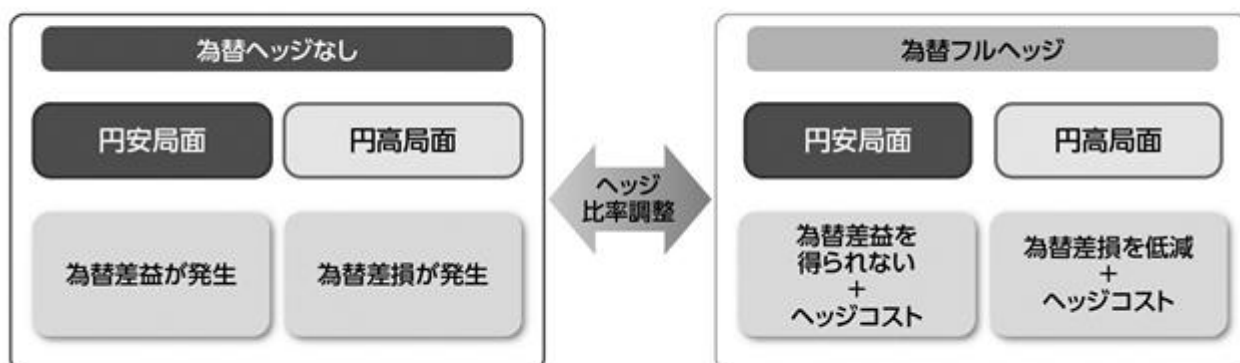 為替ヘッジなし
円安局面
円高局面
為替差益が発生
為替差損が発生
ヘッジ
比率調整
為替フルヘッジ
円安局面
円高局面
為替差益を
得られない
+
ヘッジコスト
為替差損を低減
+
ヘッジコスト